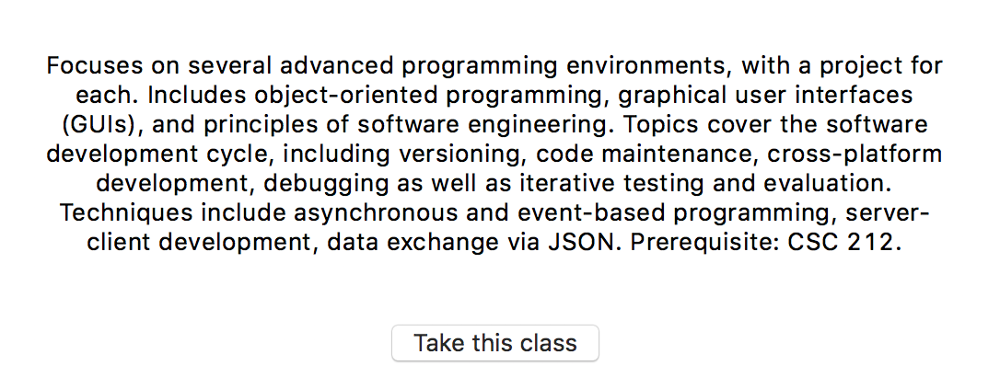 Focuses on several advanced programming environments, with a project for
each. Includes object-oriented programming, graphical user interfaces
(GUIs), and principles of software engineering. Topics cover the software
development cycle, including versioning, code maintenance, cross-platform
development, debugging as well as iterative testing and evaluation.
Techniques include asynchronous and event-based programming, server-
client development, data exchange via JSON. Prerequisite: CSC 212.
Take this class